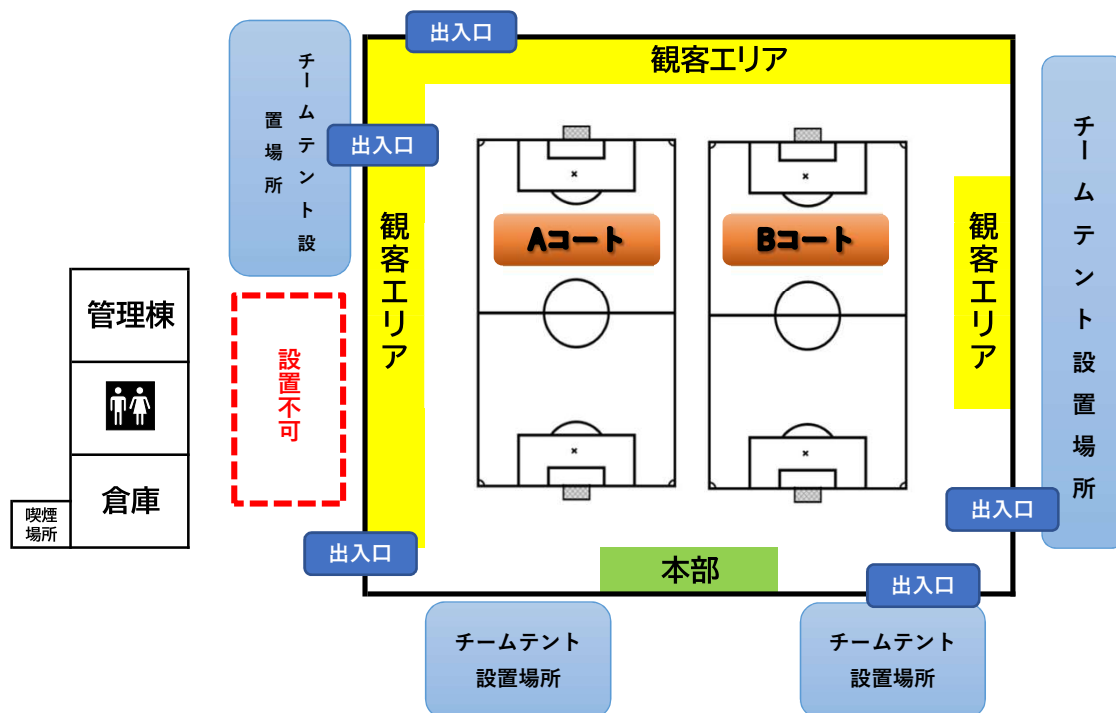 出入口
観客エリア
チームテント設
置場所
出入口
チームテント設置場所
観客エリア
観客エリア
Aコート
Bコート
管理棟
設置不可
倉庫
喫煙
場所
出入口
出入口
本部
出入口
チームテント
設置場所
チームテント
設置場所